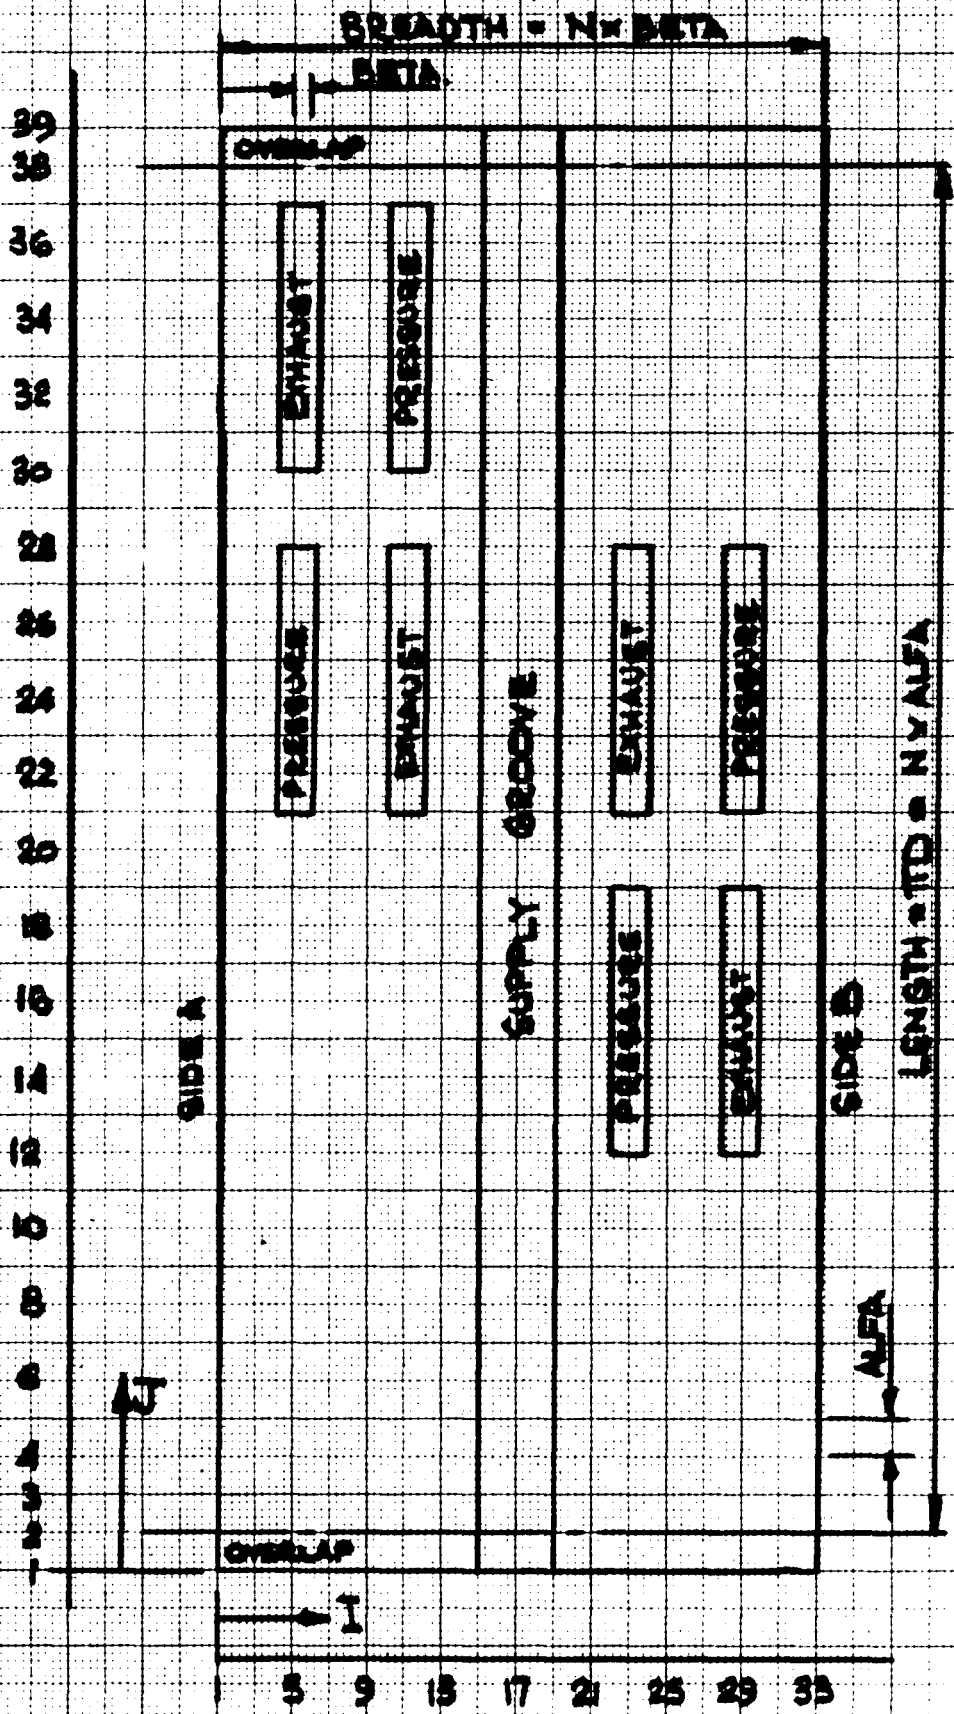 BREADTH = N × BETA
BETA
39
38
36
34
32
30
28
26
24
22
20
18
16
14
12
10
8
6
4
3
2
1
OVERLAP
EXHAUST
PRESSURE
PRESSURE
EXHAUST
EXHAUST
PRESSURE
PRESSURE
EXHAUST
SUPPLY GROOVE
SIDE A
SIDE B
LENGTH = πD = N × ALFA
ALFA
J
OVERLAP
I
1 5 9 13 17 21 25 29 33